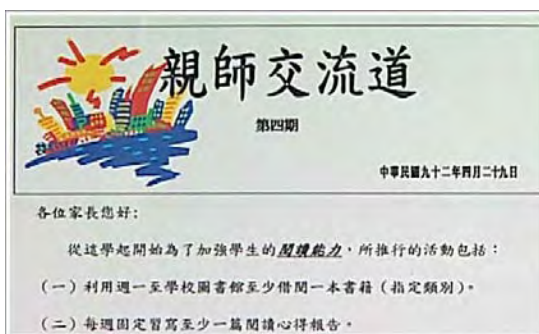 親師交流道
第四期
中華民國九十二年四月二十九日
各位家長您好:
從這學起開始為了加強學生的閱讀能力,所推行的活動包括:
(一)利用週一至學校圖書館至少借閱一本書籍(指定類別)。
(二)每週固定習寫至少一篇閱讀心得報告。